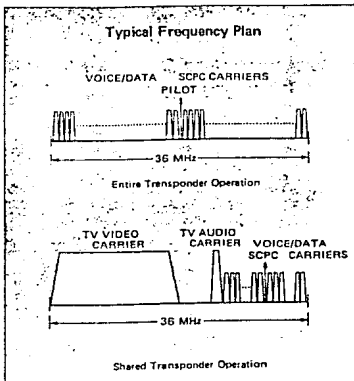 Typical Frequency Plan
VOICE/DATA SCPC CARRIERS
PILOT
36 MHz
Entire Transponder Operation
TV VIDEO CARRIER
TV AUDIO CARRIER
VOICE/DATA SCPC CARRIERS
36 MHz
Shared Transponder Operation